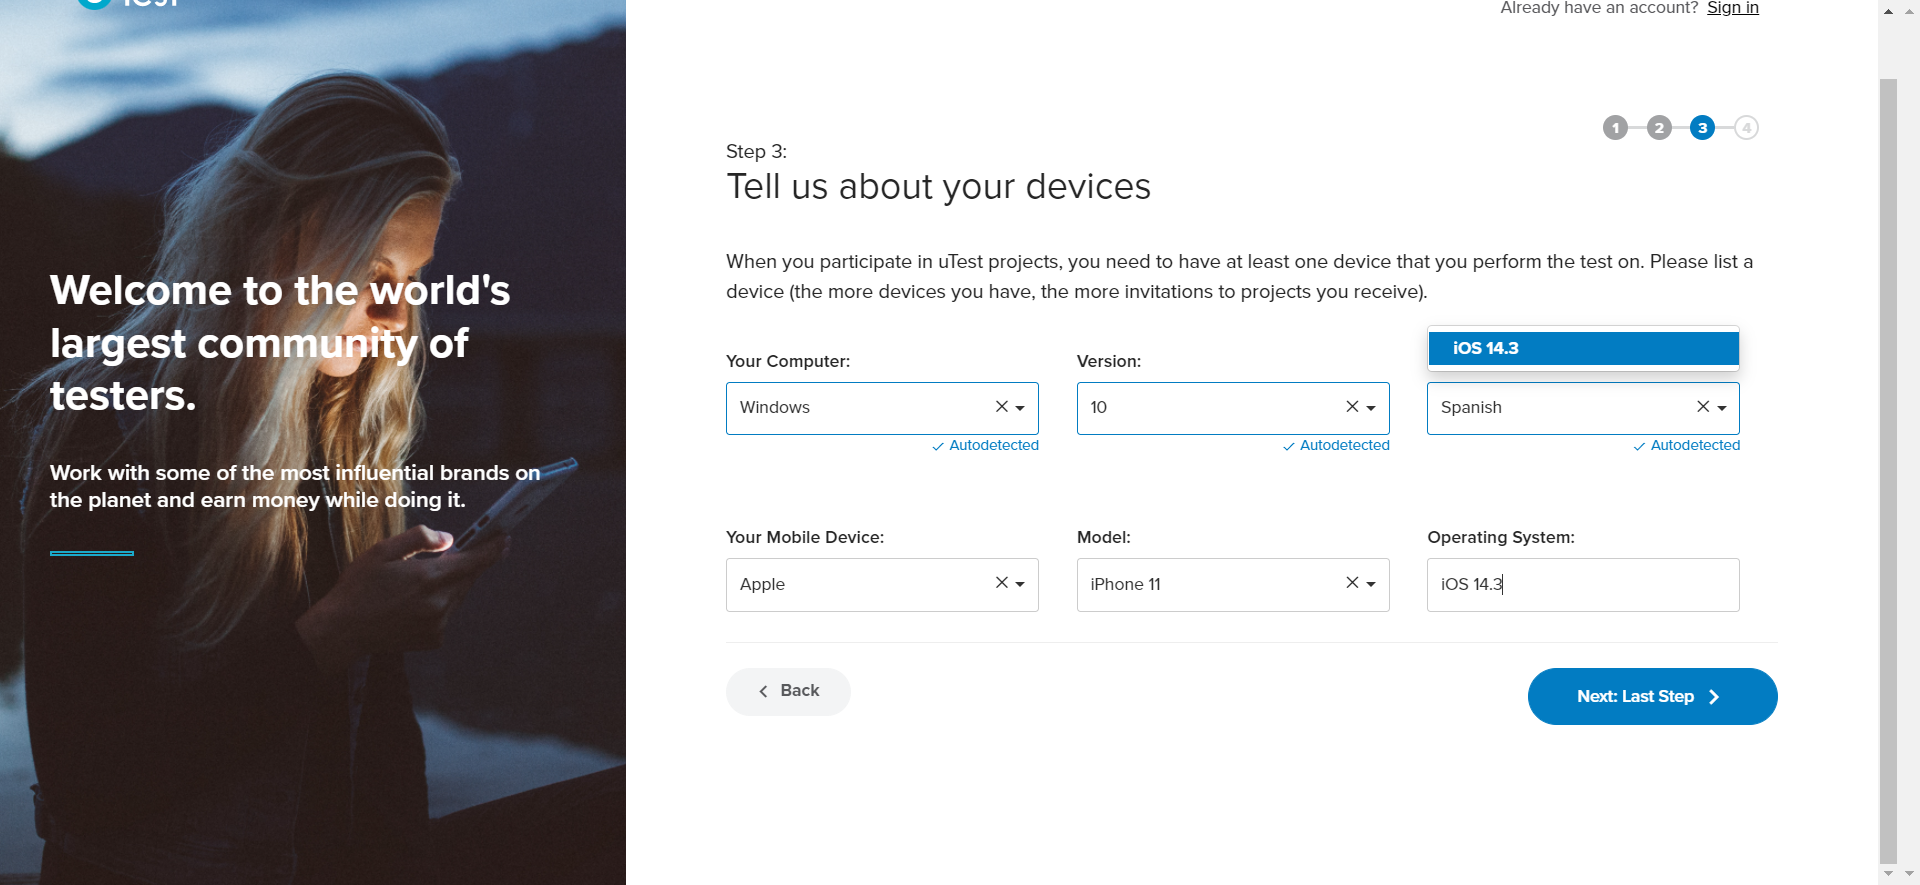 Already have an account? Sign in
1 2 3 4
Step 3:
Tell us about your devices
Welcome to the world's
largest community of
testers.
Work with some of the most influential brands on
the planet and earn money while doing it.
When you participate in uTest projects, you need to have at least one device that you perform the test on. Please list a
device (the more devices you have, the more invitations to projects you receive).
iOS 14.3
Your Computer: Version:
Windows 10 Spanish
Autodetected Autodetected Autodetected
Your Mobile Device: Model: Operating System:
Apple iPhone 11 iOS 14.3
Back Next: Last Step